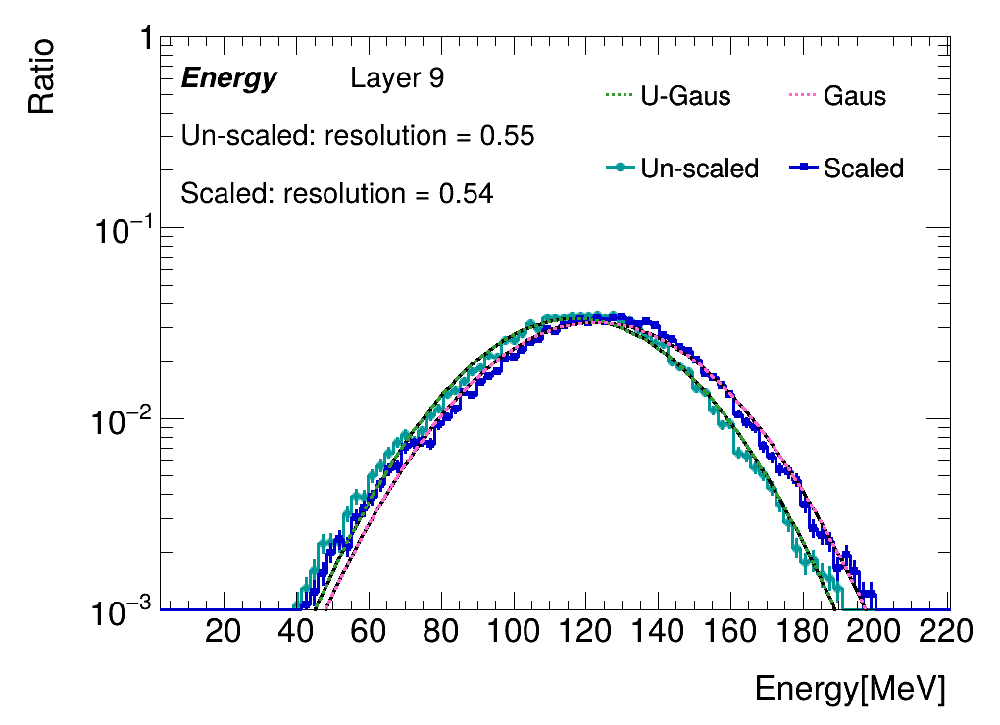 Ratio
1
10⁻¹
10⁻²
10⁻³
Energy Layer 9
Un-scaled: resolution = 0.55
Scaled: resolution = 0.54
U-Gaus Gaus
Un-scaled Scaled
20 40 60 80 100 120 140 160 180 200 220
Energy[MeV]